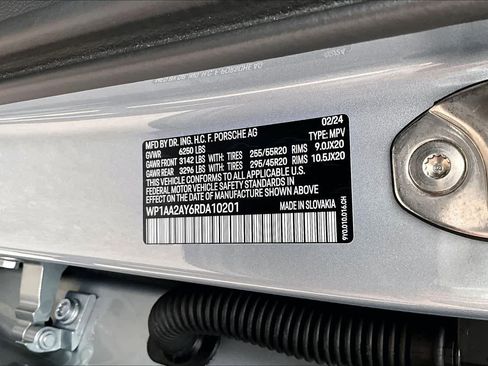 02/24
MFG BY DR. ING. H.C. F. PORSCHE AG TYPE: MPV
GVWR 6250 LBS
GAWR FRONT 3142 LBS WITH: TIRES 255/55R20 RIMS 9.0JX20
GAWR REAR 3296 LBS WITH: TIRES 295/45R20 RIMS 10.5JX20
THIS VEHICLE CONFORMS TO ALL APPLICABLE U.S.
FEDERAL MOTOR VEHICLE SAFETY STANDARDS IN
EFFECT ON THE DATE OF MANUFACTURE SHOWN ABOVE.
WP1AA2AY6RDA10201
MADE IN SLOVAKIA
9Y0.010.016.CH